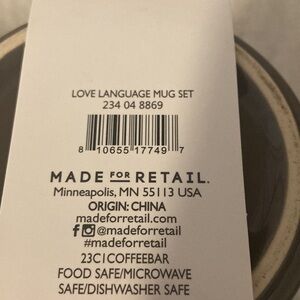 LOVE LANGUAGE MUG SET
234 04 8869
8 10655 17749 7
MADE FOR RETAIL.
Minneapolis, MN 55113 USA
ORIGIN: CHINA
madeforretail.com
@madeforretail
#madeforretail
23C1COFFEEBAR
FOOD SAFE/MICROWAVE
SAFE/DISHWASHER SAFE